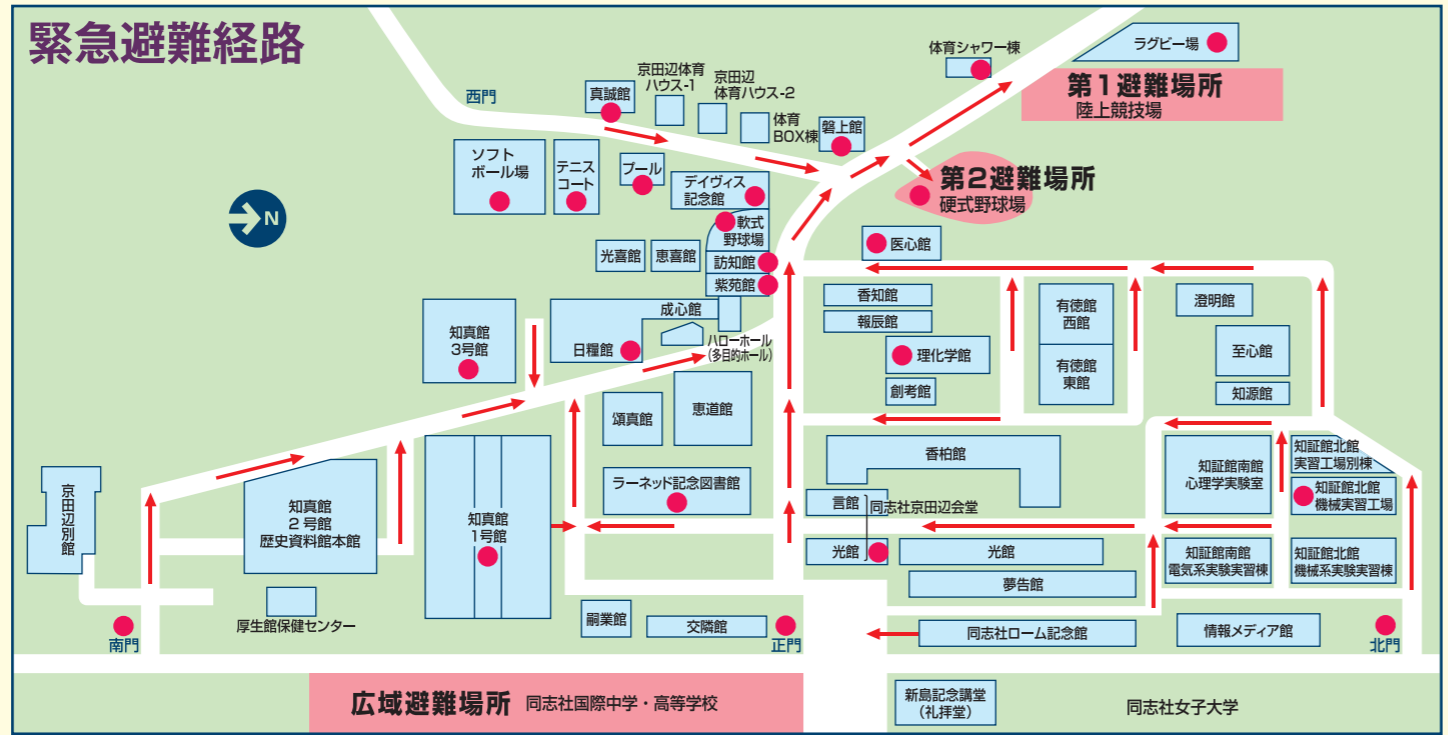 緊急避難経路
西門
真誠館
京田辺体育
ハウス-1
京田辺
体育ハウス-2
体育
BOX棟
磐上館
体育シャワー棟
ラグビー場
第1避難場所
陸上競技場
第2避難場所
硬式野球場
N
ソフト
ボール場
テニス
コート
プール
デイヴィス
記念館
軟式
野球場
光喜館
恵喜館
訪知館
紫苑館
医心館
香知館
報辰館
理化学館
創考館
有徳館
西館
有徳館
東館
澄明館
至心館
知源館
知真館
3号館
成心館
日糧館
ハローホール
(多目的ホール)
頌真館
恵道館
香柏館
知証館南館
心理学実験室
知証館北館
実習工場別棟
知証館北館
機械実習工場
京田辺別館
知真館
2号館
歴史資料館本館
知真館
1号館
ラーネッド記念図書館
言館
同志社京田辺会堂
光館
光館
夢告館
知証館南館
電気系実験実習棟
知証館北館
機械系実験実習棟
南門
厚生館保健センター
嗣業館
交隣館
正門
同志社ローム記念館
情報メディア館
北門
広域避難場所 同志社国際中学・高等学校
新島記念講堂
(礼拝堂)
同志社女子大学